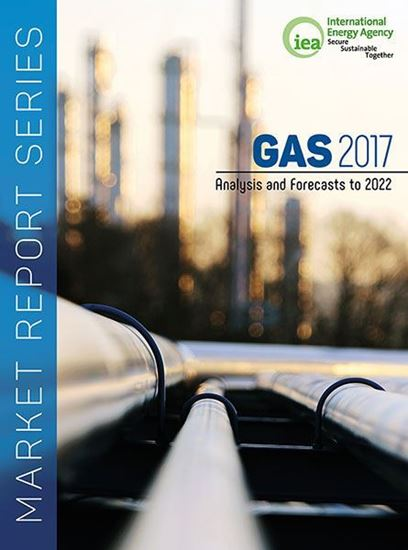 iea
International
Energy Agency
Secure
Sustainable
Together
GAS 2017
Analysis and Forecasts to 2022
MARKET REPORT SERIES